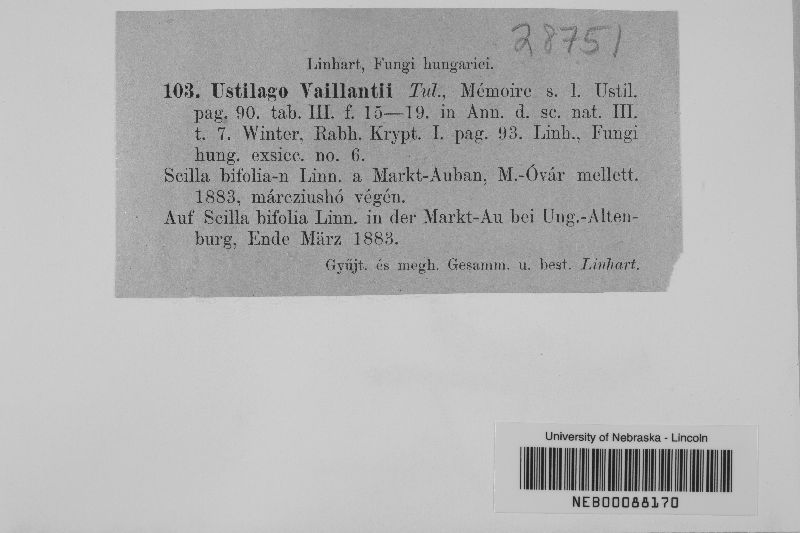 28751
Linhart, Fungi hungarici.
103. Ustilago Vaillantii Tul., Mémoire s. l. Ustil.
pag. 90. tab. III. f. 15—19. in Ann. d. sc. nat. III.
t. 7. Winter, Rabh. Krypt. I. pag. 93. Linh., Fungi
hung. exsicc. no. 6.
Scilla bifolia-n Linn. a Markt-Auban, M.-Óvár mellett.
1883, márcziushó végén.
Auf Scilla bifolia Linn. in der Markt-Au bei Ung.-Alten-
burg, Ende März 1883.
Gyűjt. és megh. Gesamm. u. best. Linhart.
University of Nebraska - Lincoln
NEB00088170